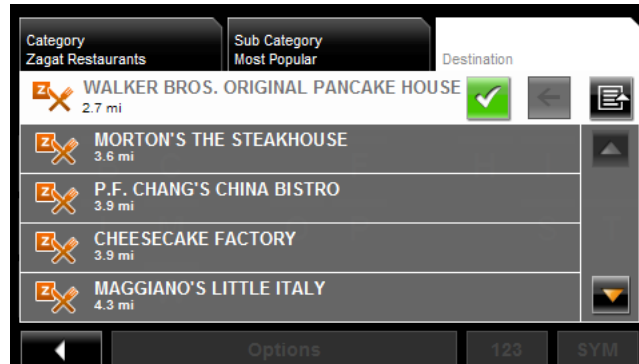 Category
Zagat Restaurants
Sub Category
Most Popular
Destination
WALKER BROS. ORIGINAL PANCAKE HOUSE
2.7 mi
MORTON'S THE STEAKHOUSE
3.6 mi
P.F. CHANG'S CHINA BISTRO
3.9 mi
CHEESECAKE FACTORY
3.9 mi
MAGGIANO'S LITTLE ITALY
4.3 mi
Options
123
SYM